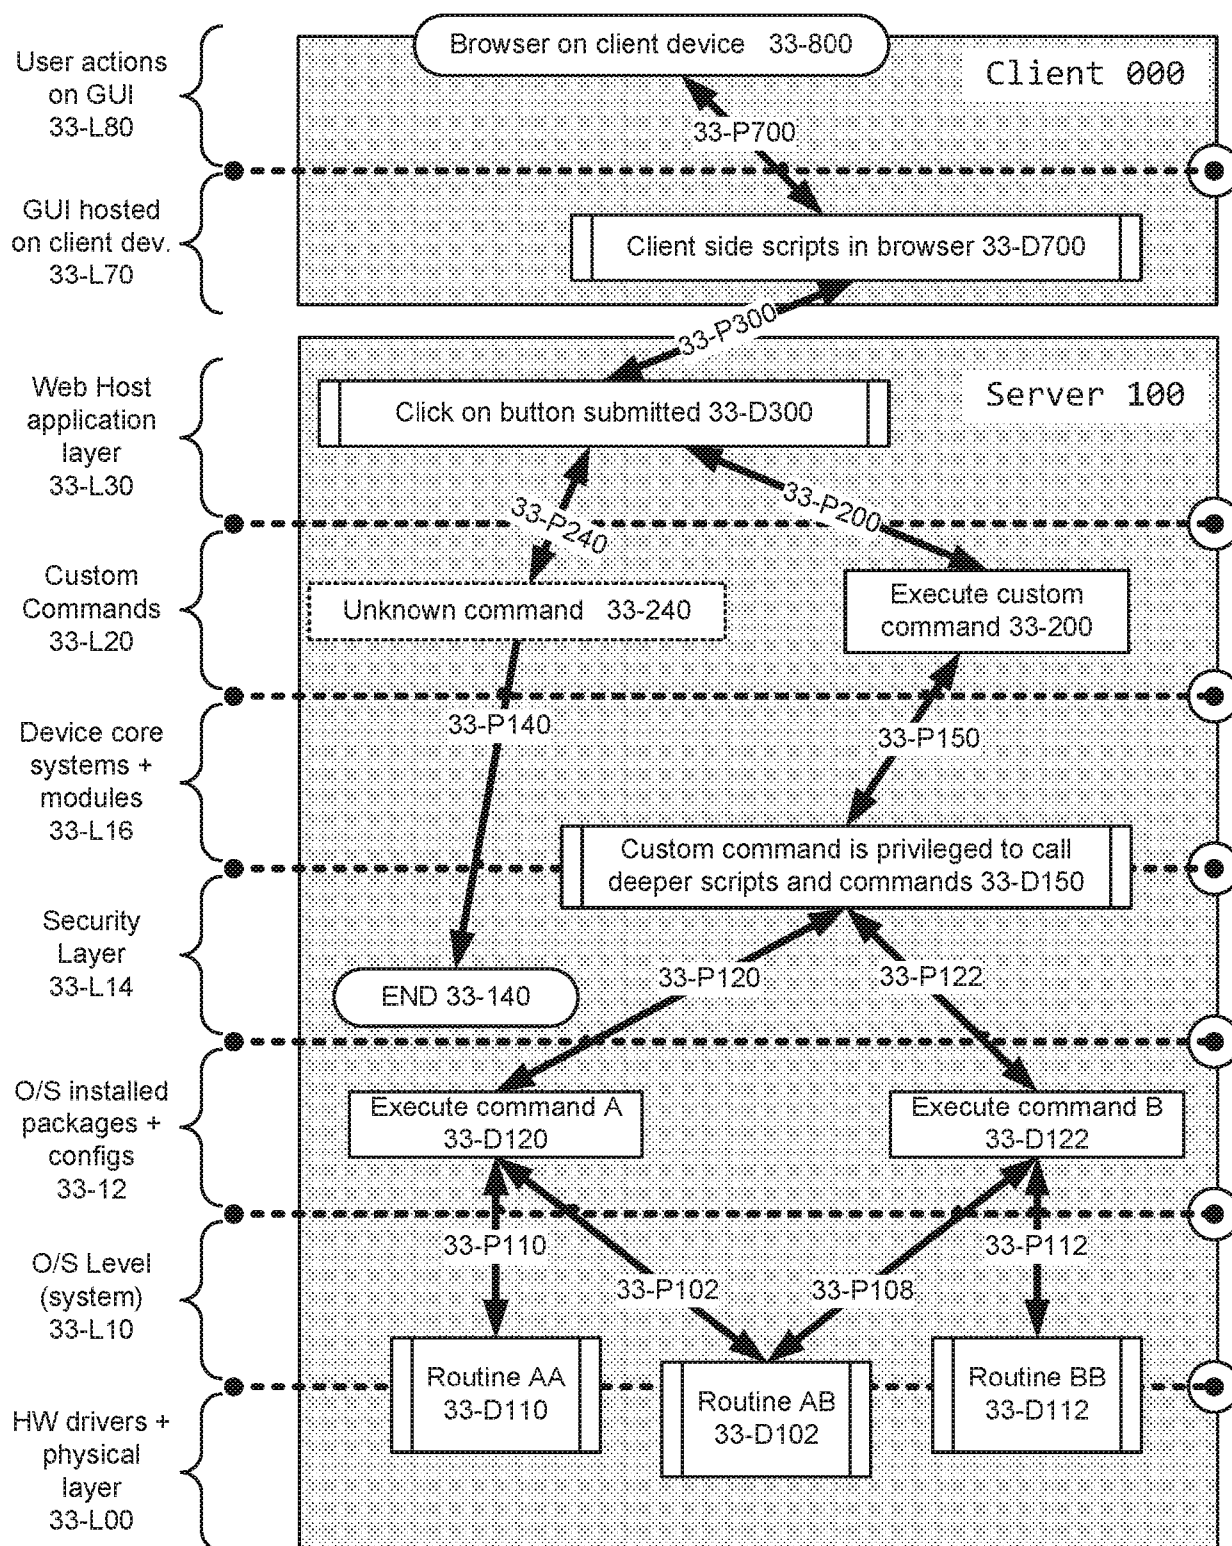 Browser on client device 33-800
Client 000
User actions
on GUI
33-L80
33-P700
GUI hosted
on client dev.
33-L70
Client side scripts in browser 33-D700
33-P300
Server 100
Web Host
application
layer
33-L30
Click on button submitted 33-D300
33-P240
33-P200
Custom
Commands
33-L20
Unknown command 33-240
Execute custom
command 33-200
33-P140
33-P150
Device core
systems +
modules
33-L16
Custom command is privileged to call
deeper scripts and commands 33-D150
Security
Layer
33-L14
33-P120
33-P122
END 33-140
O/S installed
packages +
configs
33-12
Execute command A
33-D120
Execute command B
33-D122
33-P110
33-P112
O/S Level
(system)
33-L10
33-P102
33-P108
Routine AA
33-D110
Routine AB
33-D102
Routine BB
33-D112
HW drivers +
physical
layer
33-L00